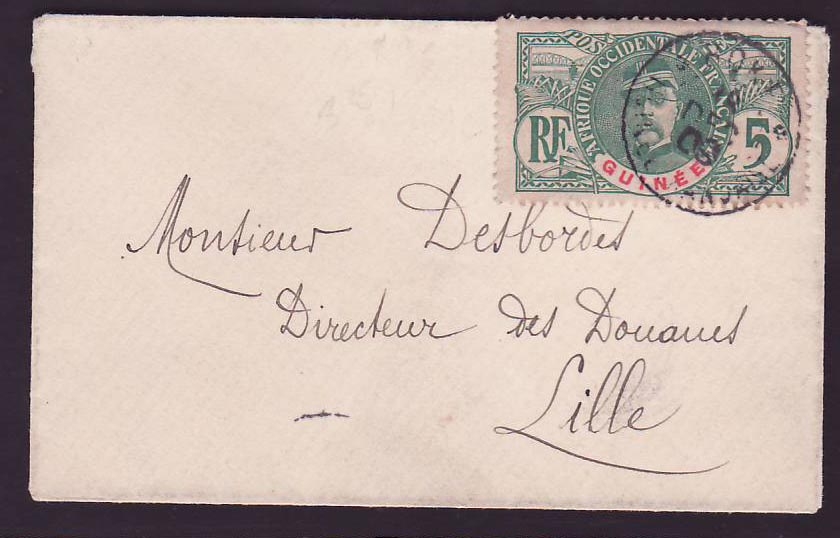 POSTES
AFRIQUE OCCIDENTALE FRANÇAISE
RF 5
GUINÉE
Monsieur Desbordes
Directeur des Douanes
Lille